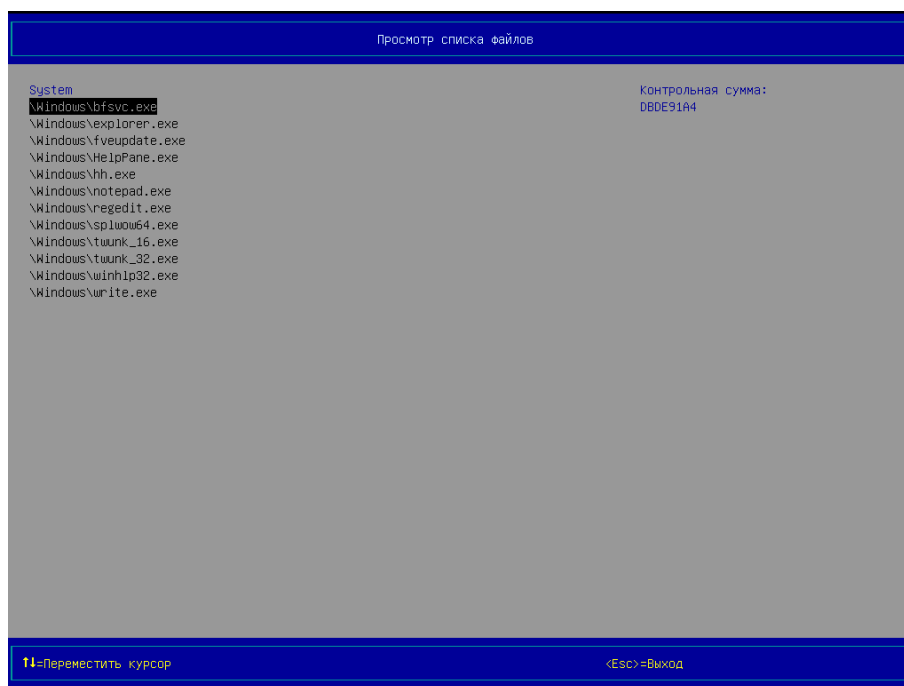 Просмотр списка файлов
System
\Windows\bfsvc.exe
\Windows\explorer.exe
\Windows\fveupdate.exe
\Windows\HelpPane.exe
\Windows\hh.exe
\Windows\notepad.exe
\Windows\regedit.exe
\Windows\splwow64.exe
\Windows\twunk_16.exe
\Windows\twunk_32.exe
\Windows\winhlp32.exe
\Windows\write.exe
Контрольная сумма:
DBDE91A4
↑↓=Переместить курсор
<Esc>=Выход